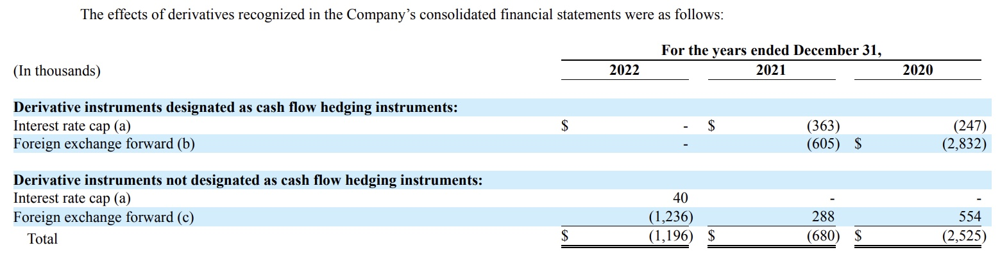 The effects of derivatives recognized in the Company’s consolidated financial statements were as follows:
For the years ended December 31,
(In thousands) 2022 2021 2020
Derivative instruments designated as cash flow hedging instruments:
Interest rate cap (a) $ - $ (363) (247)
Foreign exchange forward (b) - (605) $ (2,832)
Derivative instruments not designated as cash flow hedging instruments:
Interest rate cap (a) 40 - -
Foreign exchange forward (c) (1,236) 288 554
Total $ (1,196) $ (680) $ (2,525)